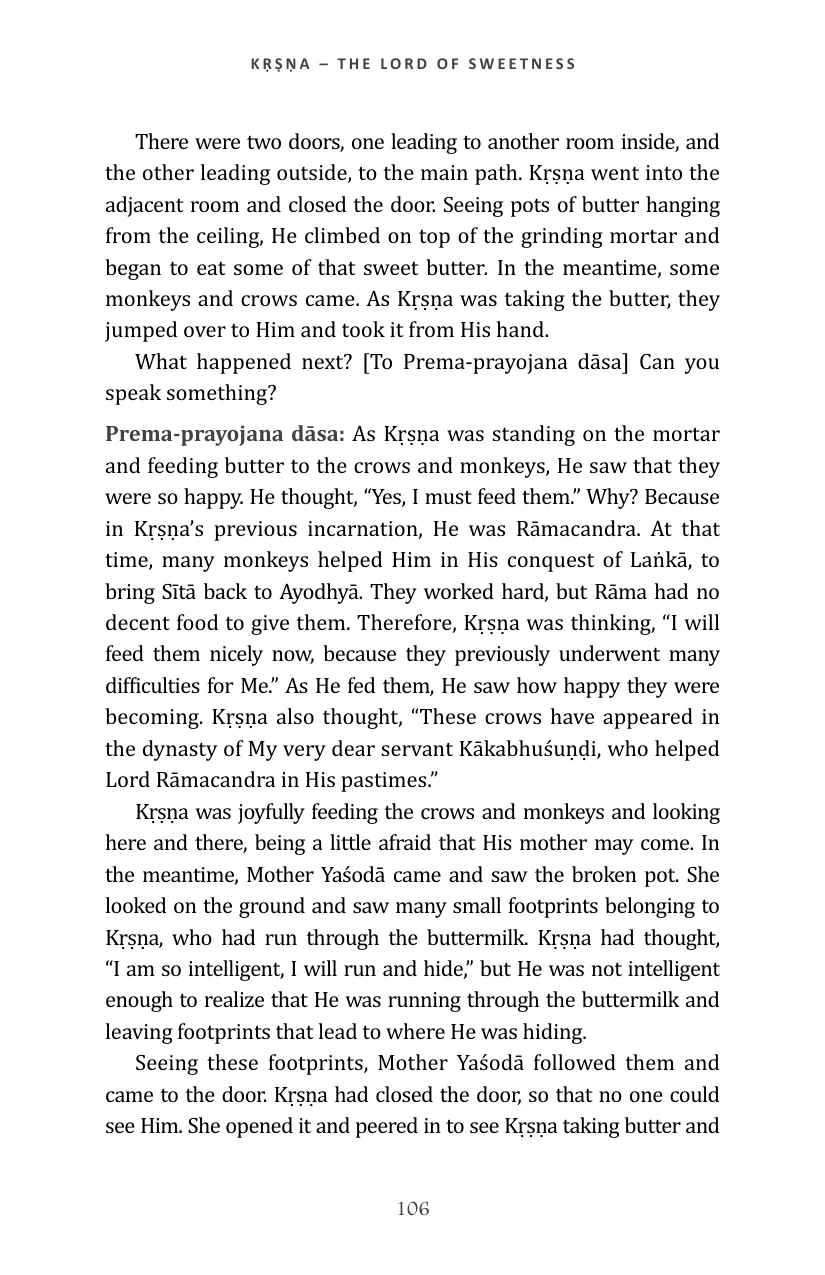 KṚṢṆA – THE LORD OF SWEETNESS
There were two doors, one leading to another room inside, and
the other leading outside, to the main path. Kṛṣṇa went into the
adjacent room and closed the door. Seeing pots of butter hanging
from the ceiling, He climbed on top of the grinding mortar and
began to eat some of that sweet butter. In the meantime, some
monkeys and crows came. As Kṛṣṇa was taking the butter, they
jumped over to Him and took it from His hand.
What happened next? [To Prema-prayojana dāsa] Can you
speak something?
Prema-prayojana dāsa: As Kṛṣṇa was standing on the mortar
and feeding butter to the crows and monkeys, He saw that they
were so happy. He thought, “Yes, I must feed them.” Why? Because
in Kṛṣṇa’s previous incarnation, He was Rāmacandra. At that
time, many monkeys helped Him in His conquest of Laṅkā, to
bring Sītā back to Ayodhyā. They worked hard, but Rāma had no
decent food to give them. Therefore, Kṛṣṇa was thinking, “I will
feed them nicely now, because they previously underwent many
difficulties for Me.” As He fed them, He saw how happy they were
becoming. Kṛṣṇa also thought, “These crows have appeared in
the dynasty of My very dear servant Kākabhuśuṇḍi, who helped
Lord Rāmacandra in His pastimes.”
Kṛṣṇa was joyfully feeding the crows and monkeys and looking
here and there, being a little afraid that His mother may come. In
the meantime, Mother Yaśodā came and saw the broken pot. She
looked on the ground and saw many small footprints belonging to
Kṛṣṇa, who had run through the buttermilk. Kṛṣṇa had thought,
“I am so intelligent, I will run and hide,” but He was not intelligent
enough to realize that He was running through the buttermilk and
leaving footprints that lead to where He was hiding.
Seeing these footprints, Mother Yaśodā followed them and
came to the door. Kṛṣṇa had closed the door, so that no one could
see Him. She opened it and peered in to see Kṛṣṇa taking butter and
106